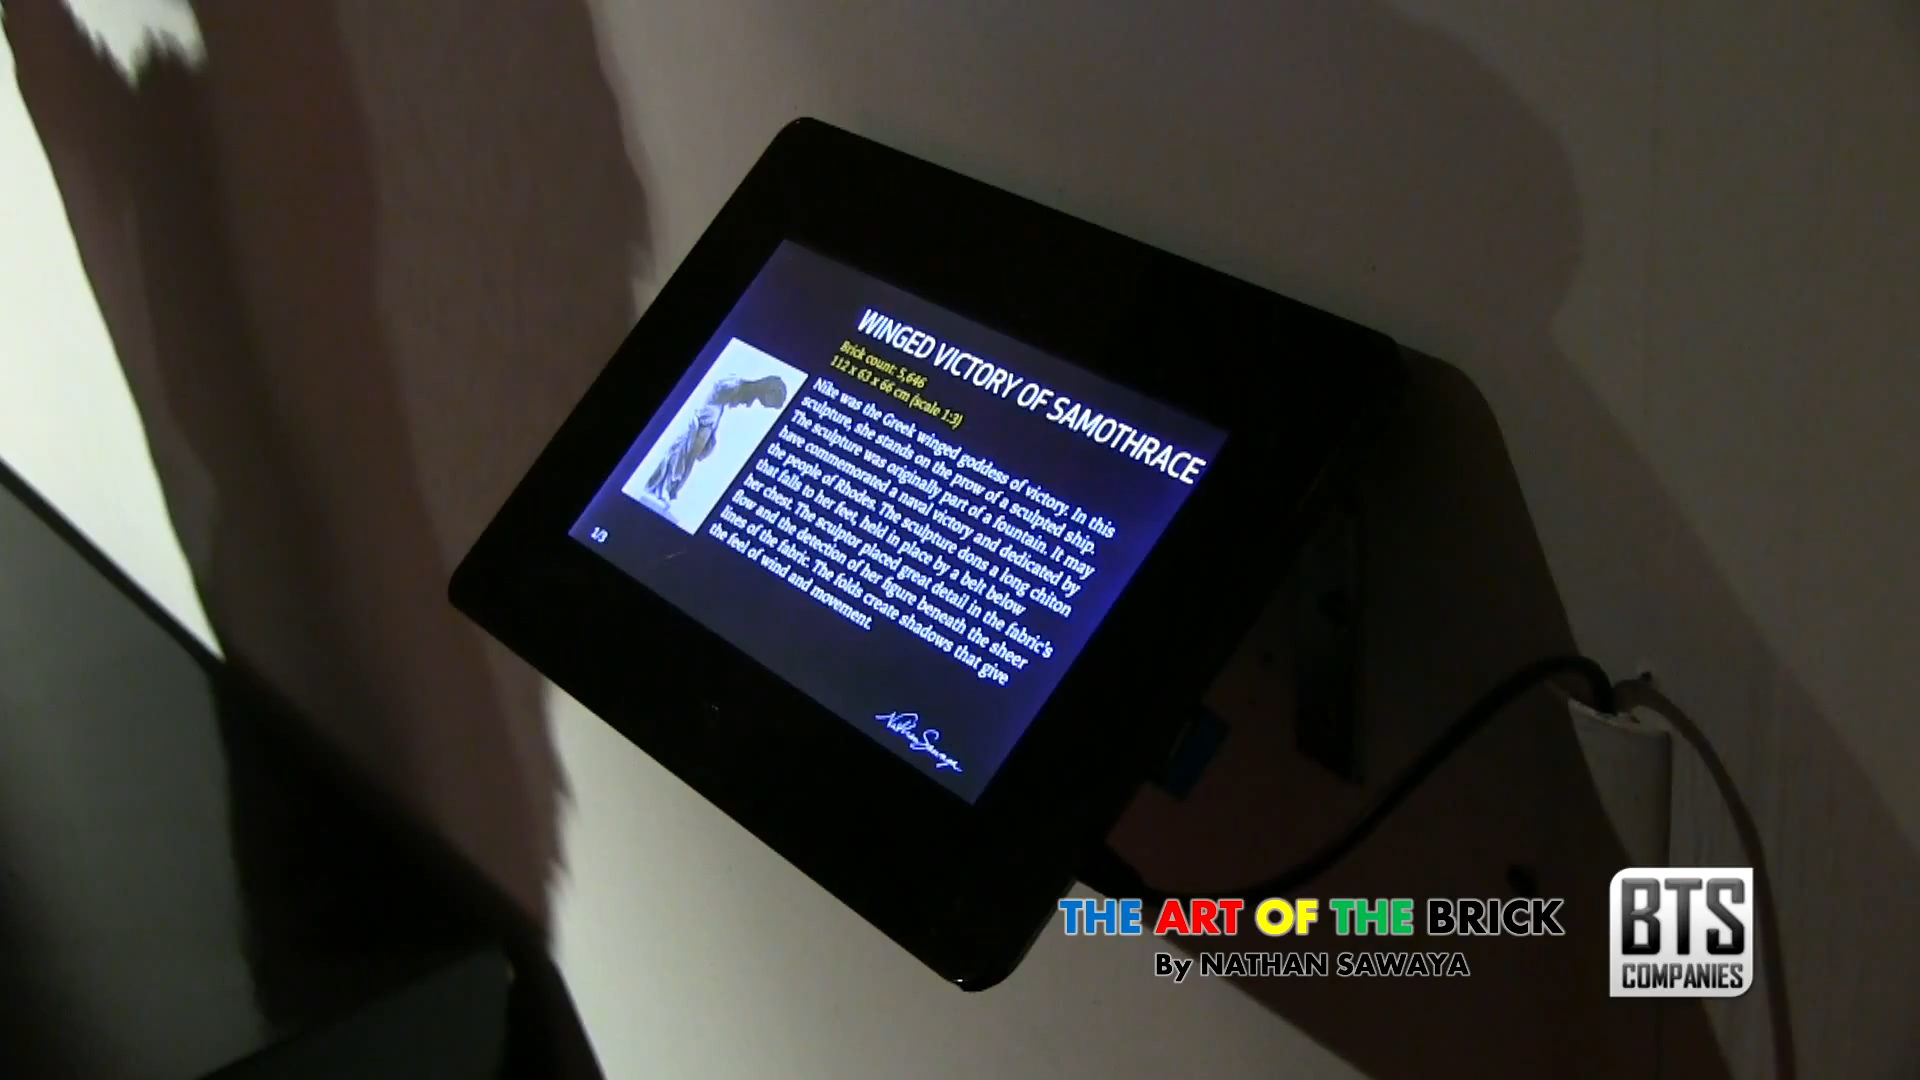 WINGED VICTORY OF SAMOTHRACE
Brick count: 5,646
112 x 63 x 66 cm (scale 1:3)
Nike was the Greek winged goddess of victory. In this
sculpture, she stands on the prow of a sculpted ship.
The sculpture was originally part of a fountain. It may
have commemorated a naval victory and dedicated by
the people of Rhodes. The sculpture dons a long chiton
that falls to her feet, held in place by a belt below
her chest. The sculptor placed great detail in the fabric's
flow and the detection of her figure beneath the sheer
lines of the fabric. The folds create shadows that give
the feel of wind and movement.
1/3
Nathan Sawaya
THE ART OF THE BRICK
By NATHAN SAWAYA
BTS
COMPANIES